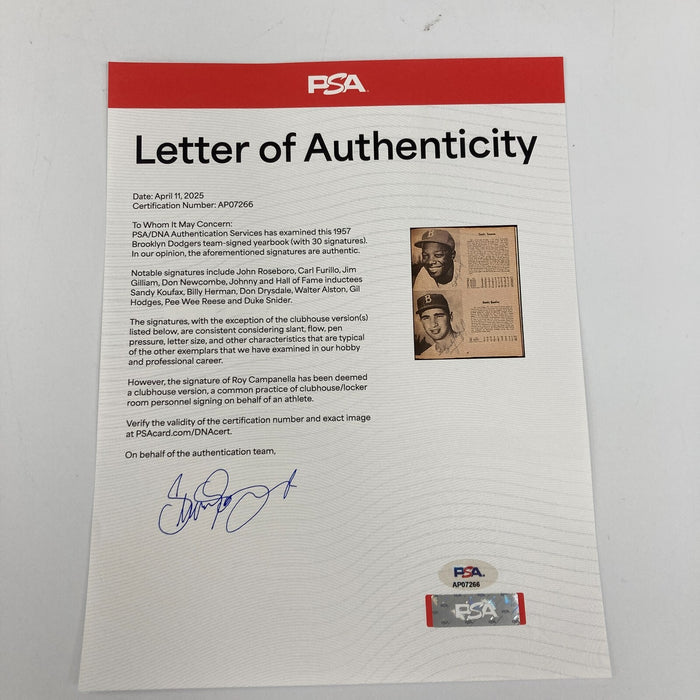 PSA
Letter of Authenticity
Date: April 11, 2025
Certification Number: AP07266
To Whom It May Concern:
PSA/DNA Authentication Services has examined this 1957
Brooklyn Dodgers team-signed yearbook (with 30 signatures).
In our opinion, the aforementioned signatures are authentic.
Notable signatures include John Roseboro, Carl Furillo, Jim
Gilliam, Don Newcombe, Johnny and Hall of Fame inductees
Sandy Koufax, Billy Herman, Don Drysdale, Walter Alston, Gil
Hodges, Pee Wee Reese and Duke Snider.
The signatures, with the exception of the clubhouse version(s)
listed below, are consistent considering slant, flow, pen
pressure, letter size, and other characteristics that are typical
of the other exemplars that we have examined in our hobby
and professional career.
However, the signature of Roy Campanella has been deemed
a clubhouse version, a common practice of clubhouse/locker
room personnel signing on behalf of an athlete.
Verify the validity of the certification number and exact image
at PSAcard.com/DNAcert.
On behalf of the authentication team,
B
B
PSA
AP07266
PSA